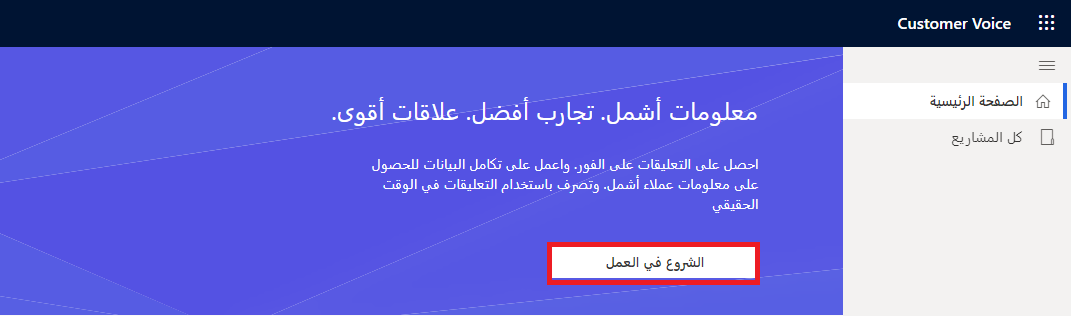 Customer Voice
الصفحة الرئيسية
كل المشاريع
معلومات أشمل. تجارب أفضل. علاقات أقوى.
احصل على التعليقات على الفور. واعمل على تكامل البيانات للحصول
على معلومات عملاء أشمل. وتصرف باستخدام التعليقات في الوقت
الحقيقي
الشروع في العمل